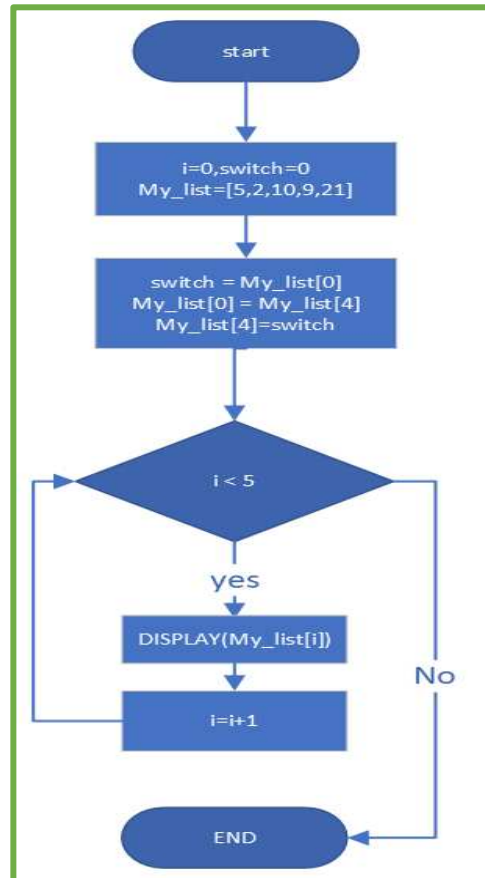 start
i=0,switch=0
My_list=[5,2,10,9,21]
switch = My_list[0]
My_list[0] = My_list[4]
My_list[4]=switch
i < 5
yes
DISPLAY(My_list[i])
No
i=i+1
END